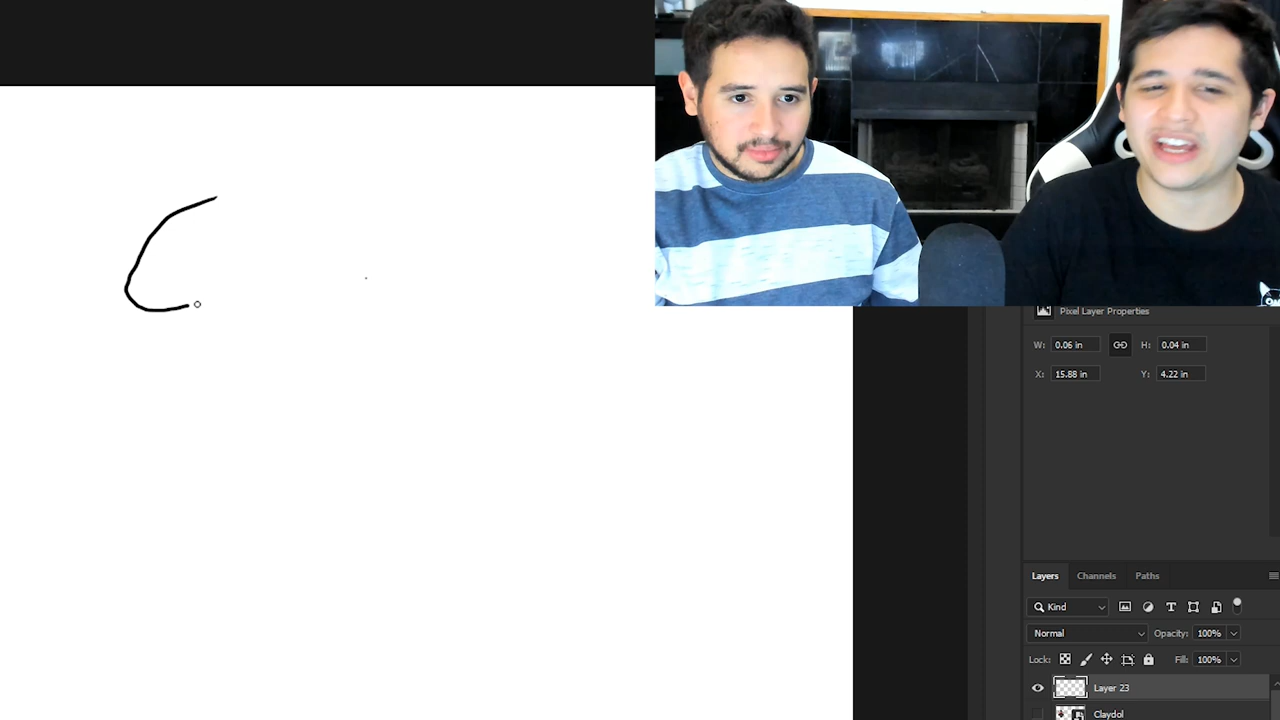 OM
Pixel Layer Properties
W: 0.06 in H: 0.04 in
X: 15.88 in Y: 4.22 in
Layers Channels Paths
Kind
Normal Opacity: 100%
Lock: Fill: 100%
Layer 23
Claydol